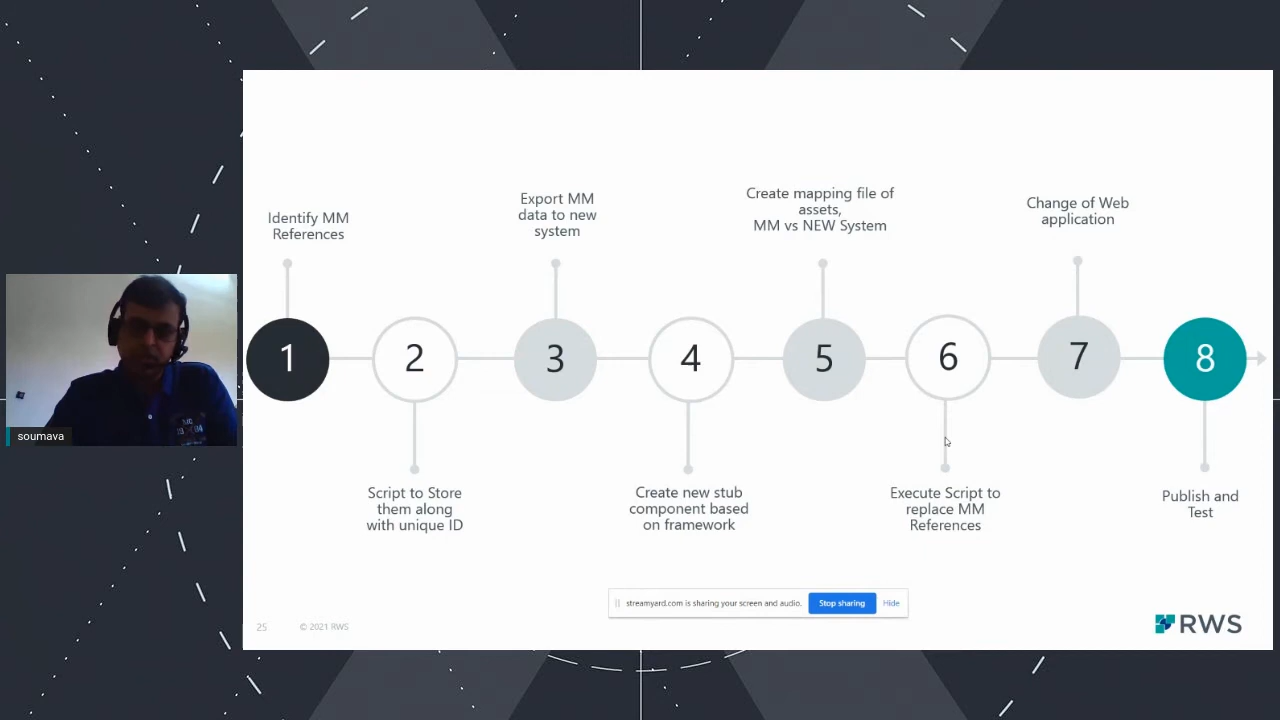 Identify MM
References
Export MM
data to new
system
Create mapping file of
assets,
MM vs NEW System
Change of Web
application
1
2
3
4
5
6
7
8
Script to Store
them along
with unique ID
Create new stub
component based
on framework
Execute Script to
replace MM
References
Publish and
Test
soumava
streamyard.com is sharing your screen and audio.
Stop sharing
Hide
25
© 2021 RWS
RWS